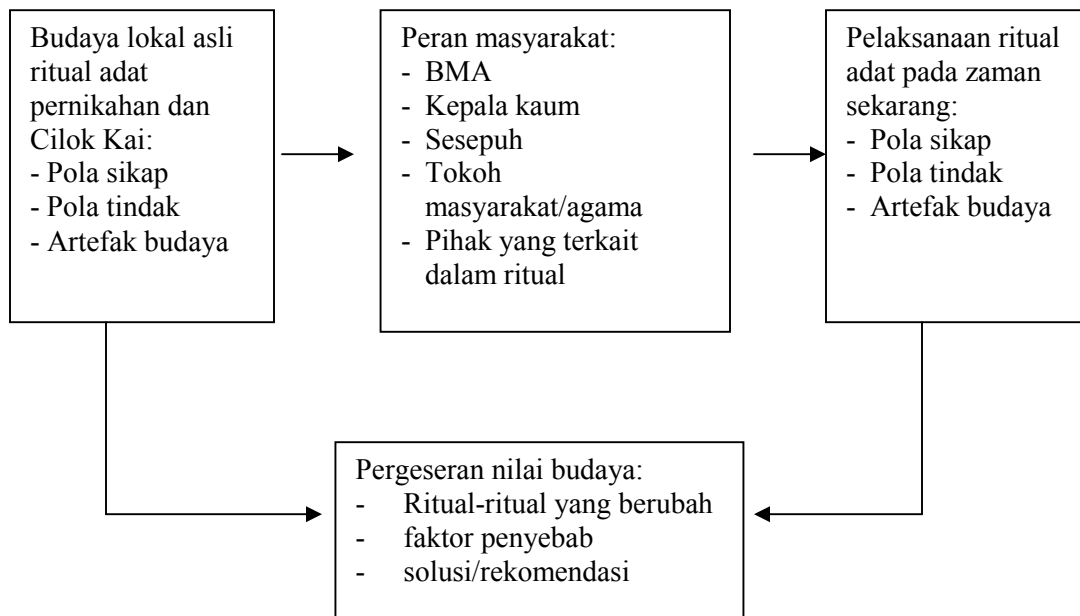 Budaya lokal asli
ritual adat
pernikahan dan
Cilok Kai:
- Pola sikap
- Pola tindak
- Artefak budaya
Peran masyarakat:
- BMA
- Kepala kaum
- Sesepuh
- Tokoh
masyarakat/agama
- Pihak yang terkait
dalam ritual
Pelaksanaan ritual
adat pada zaman
sekarang:
- Pola sikap
- Pola tindak
- Artefak budaya
Pergeseran nilai budaya:
- Ritual-ritual yang berubah
- faktor penyebab
- solusi/rekomendasi